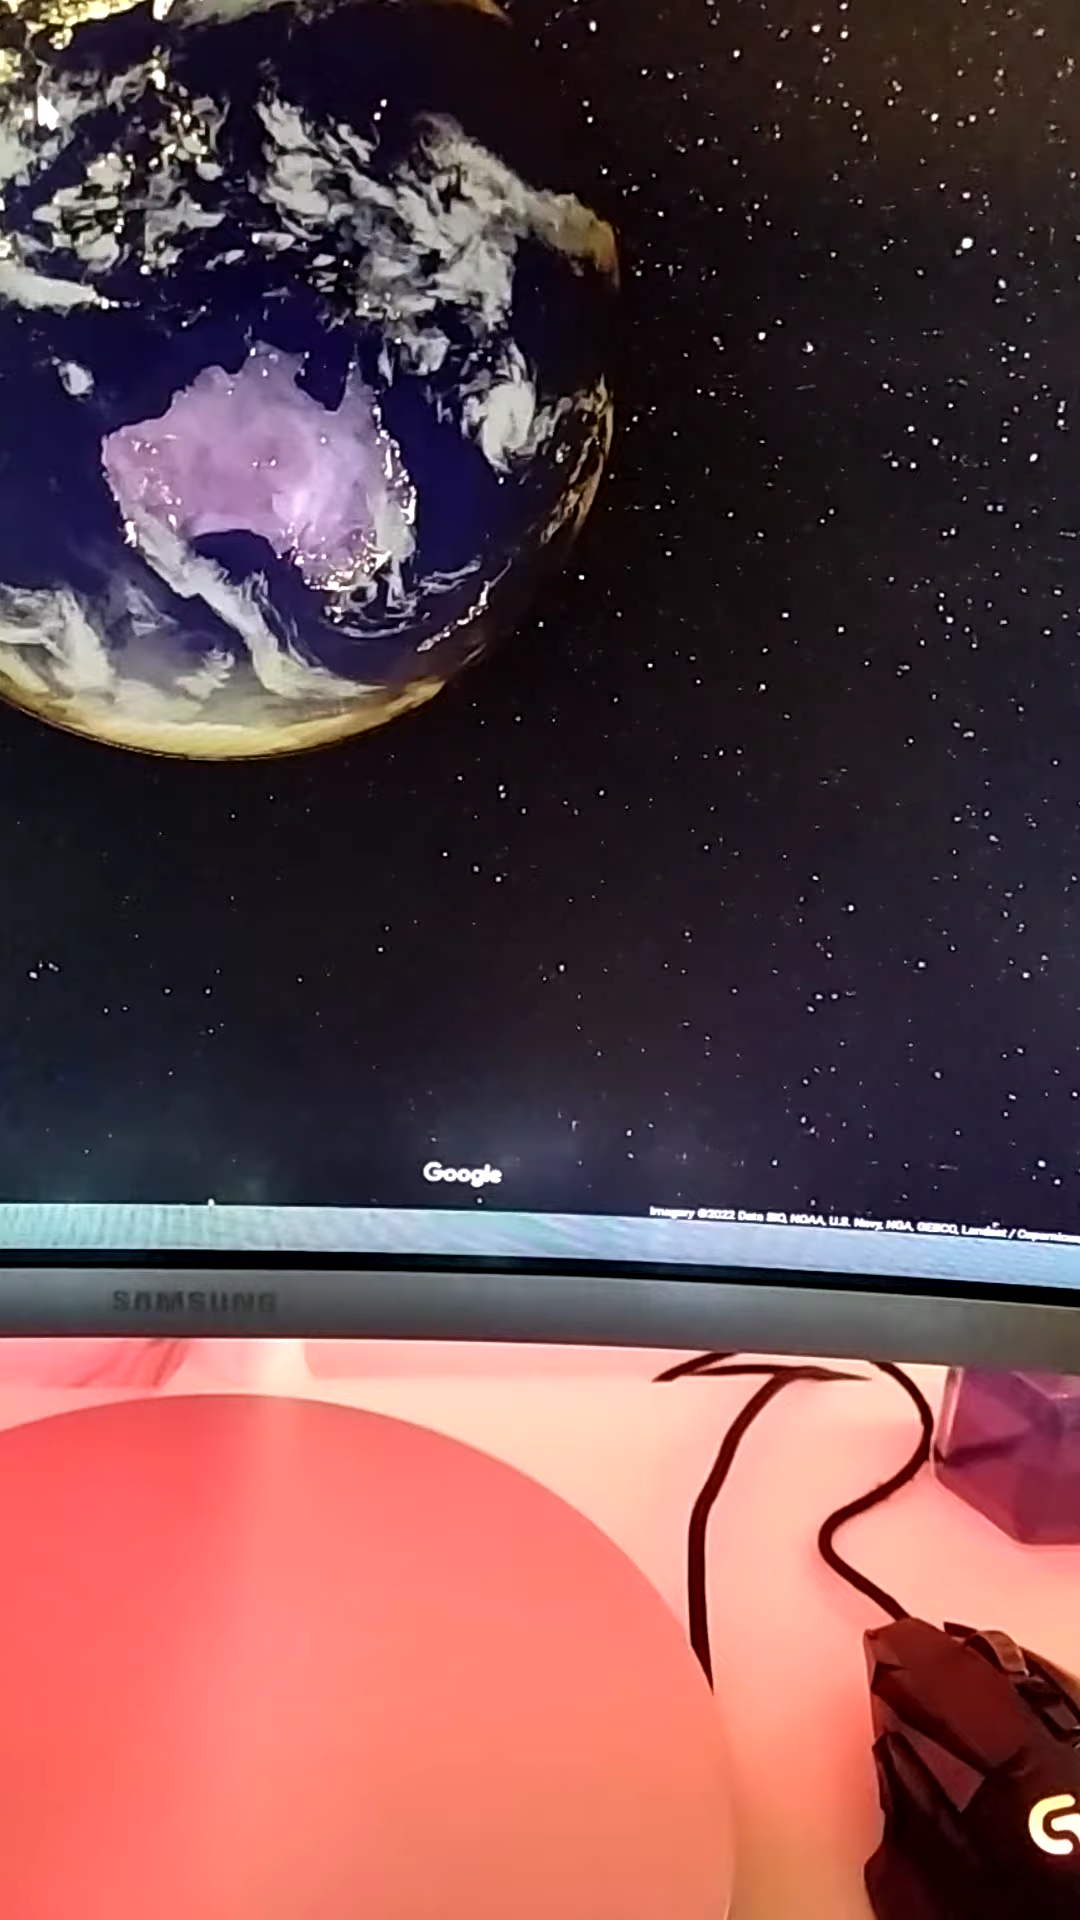 Google
Imagery ©2022 Data SIO, NOAA, U.S. Navy, NGA, GEBCO, Landsat / Copernicus
SAMSUNG
G